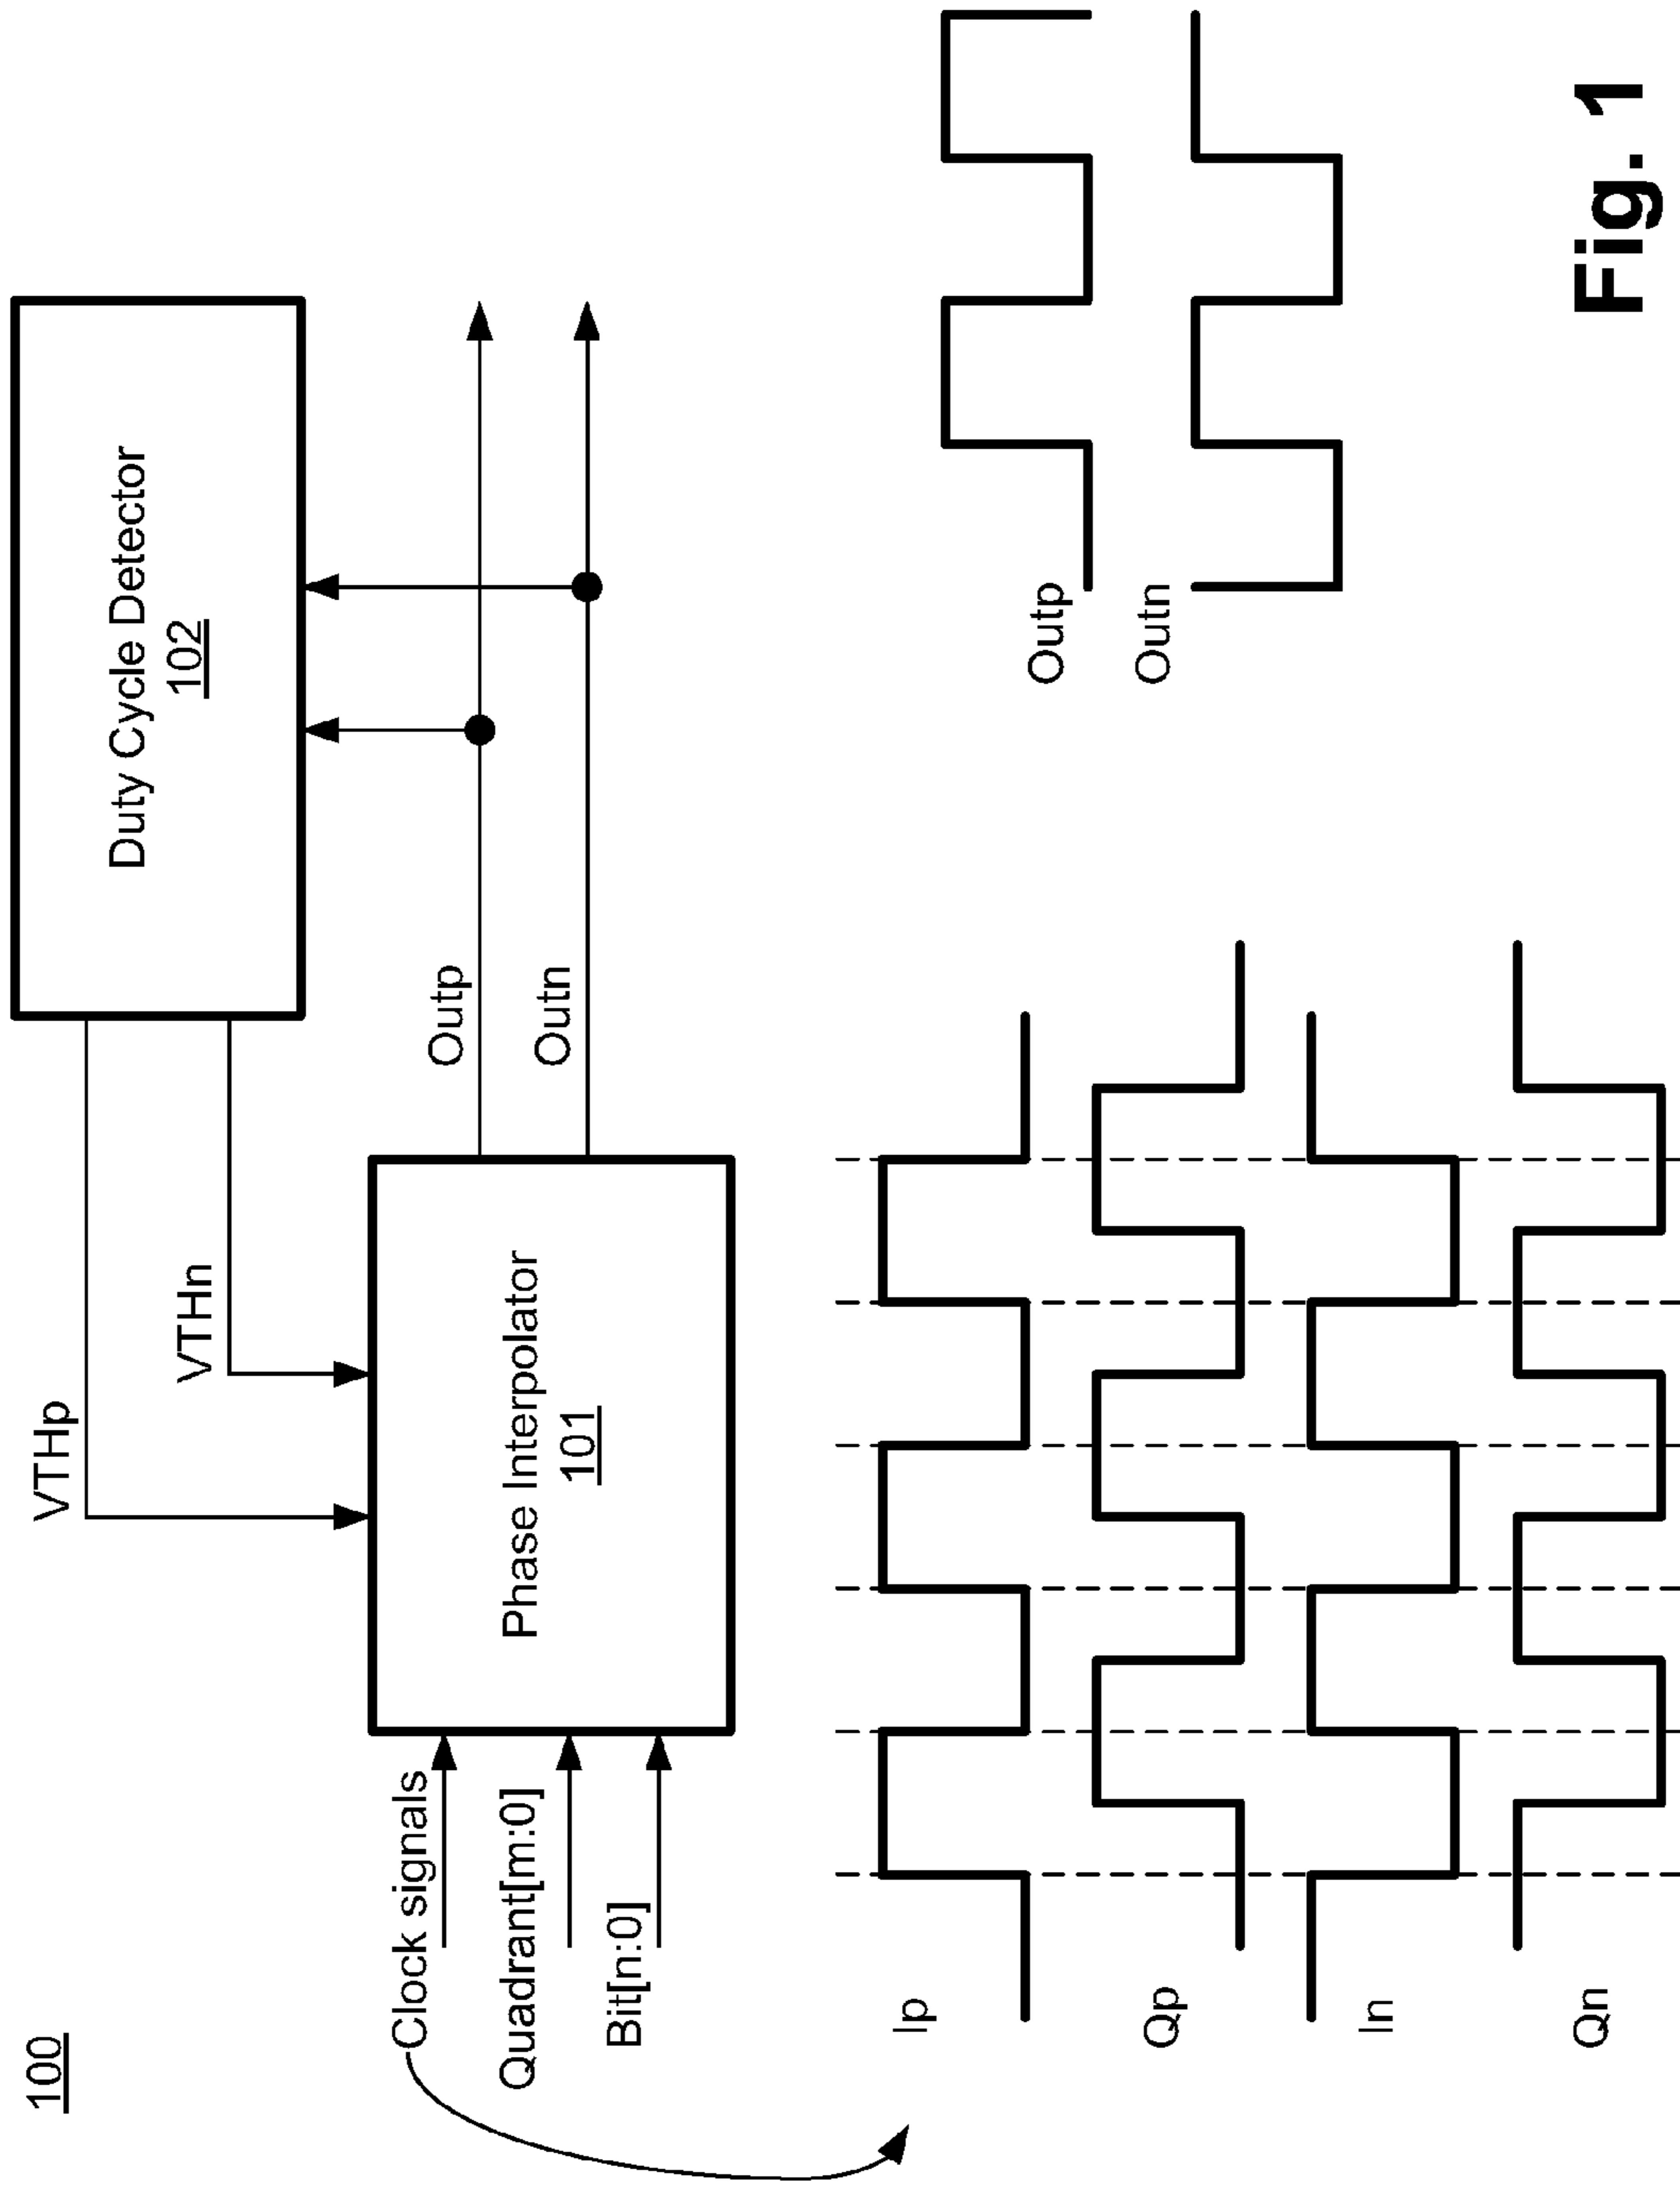 100
VTHp
VTHn
Duty Cycle Detector
102
Clock signals
Quadrant[m:0]
Bit[n:0]
Phase Interpolator
101
Outp
Outn
Ip
Qp
In
Qn
Outp
Outn
Fig. 1